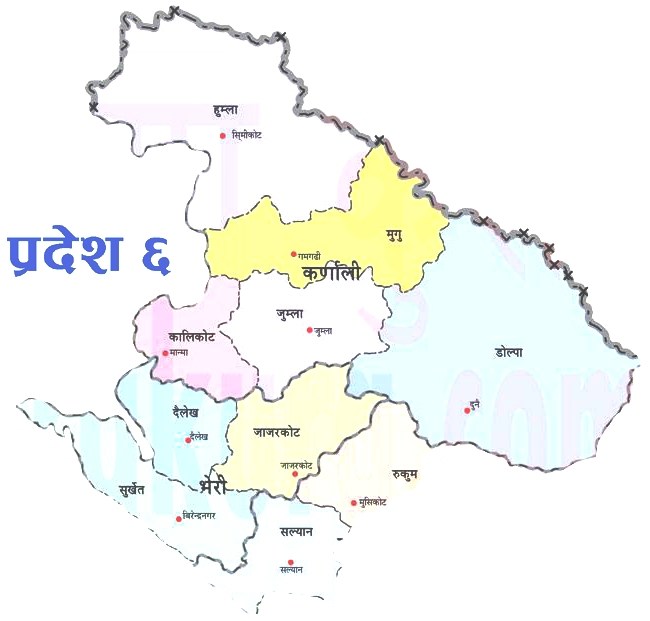 हुम्ला
सिमीकोट
मुगु
प्रदेश ६
गमगढी
कर्णाली
जुम्ला
जुम्ला
कालिकोट
मान्मा
डोल्पा
दैलेख
दुनै
जाजरकोट
दैलेख
जाजरकोट
रुकुम
भेरी
सुर्खेत
मुसिकोट
बिरेन्द्रनगर
सल्यान
सल्यान